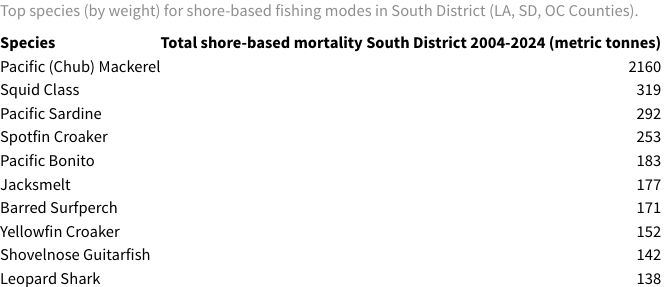 Top species (by weight) for shore-based fishing modes in South District (LA, SD, OC Counties).
Species Total shore-based mortality South District 2004-2024 (metric tonnes)
Pacific (Chub) Mackerel 2160
Squid Class 319
Pacific Sardine 292
Spotfin Croaker 253
Pacific Bonito 183
Jacksmelt 177
Barred Surfperch 171
Yellowfin Croaker 152
Shovelnose Guitarfish 142
Leopard Shark 138